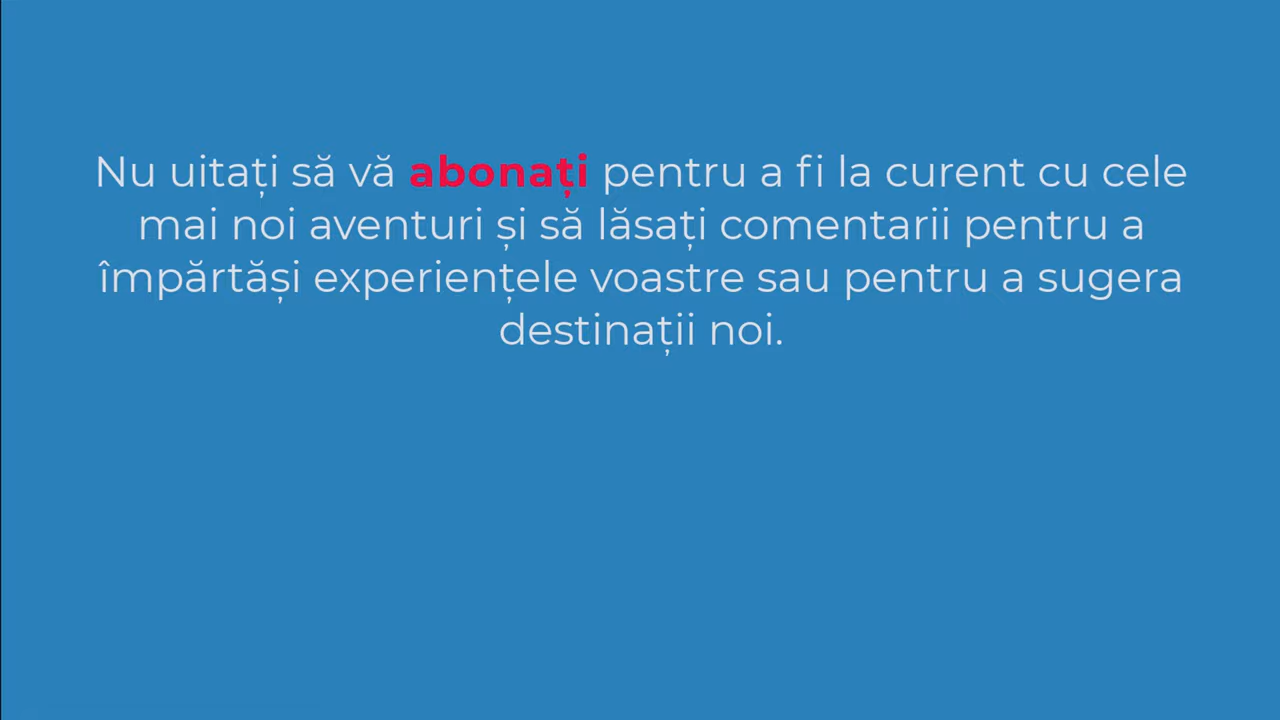 Nu uitați să vă abonați pentru a fi la curent cu cele
mai noi aventuri și să lăsați comentarii pentru a
împărtăși experiențele voastre sau pentru a sugera
destinații noi.